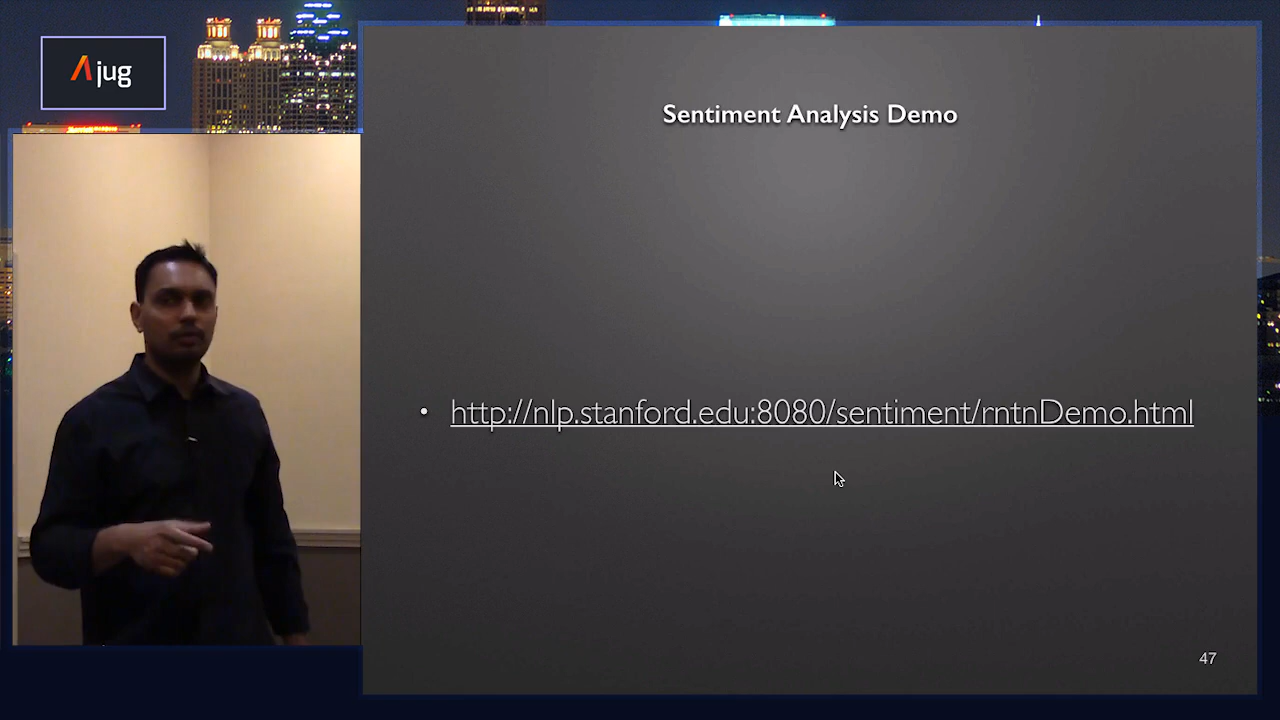 jug
Sentiment Analysis Demo
• http://nlp.stanford.edu:8080/sentiment/rntnDemo.html
47